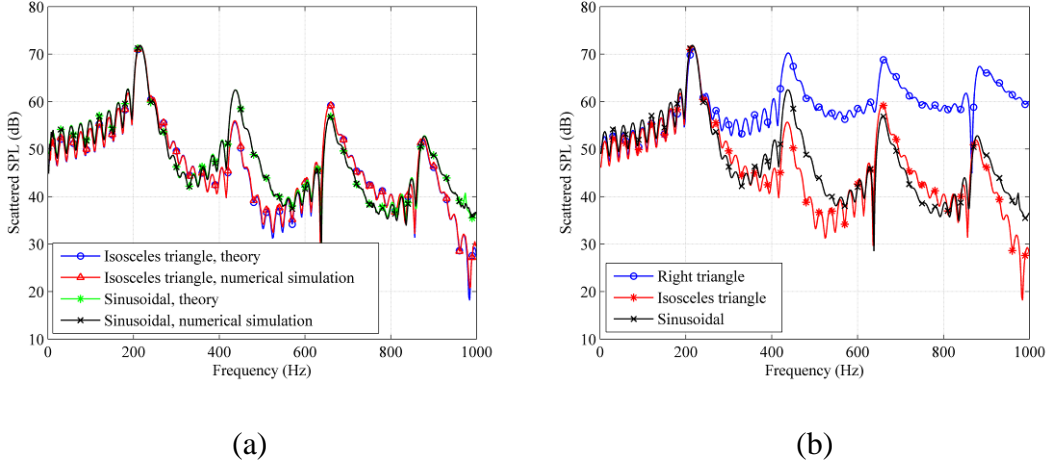 80
70
60
50
40
30
20
10
0
200
400
600
800
1000
Scattered SPL (dB)
Frequency (Hz)
Isosceles triangle, theory
Isosceles triangle, numerical simulation
Sinusoidal, theory
Sinusoidal, numerical simulation
(a)
80
70
60
50
40
30
20
10
0
200
400
600
800
1000
Scattered SPL (dB)
Frequency (Hz)
Right triangle
Isosceles triangle
Sinusoidal
(b)